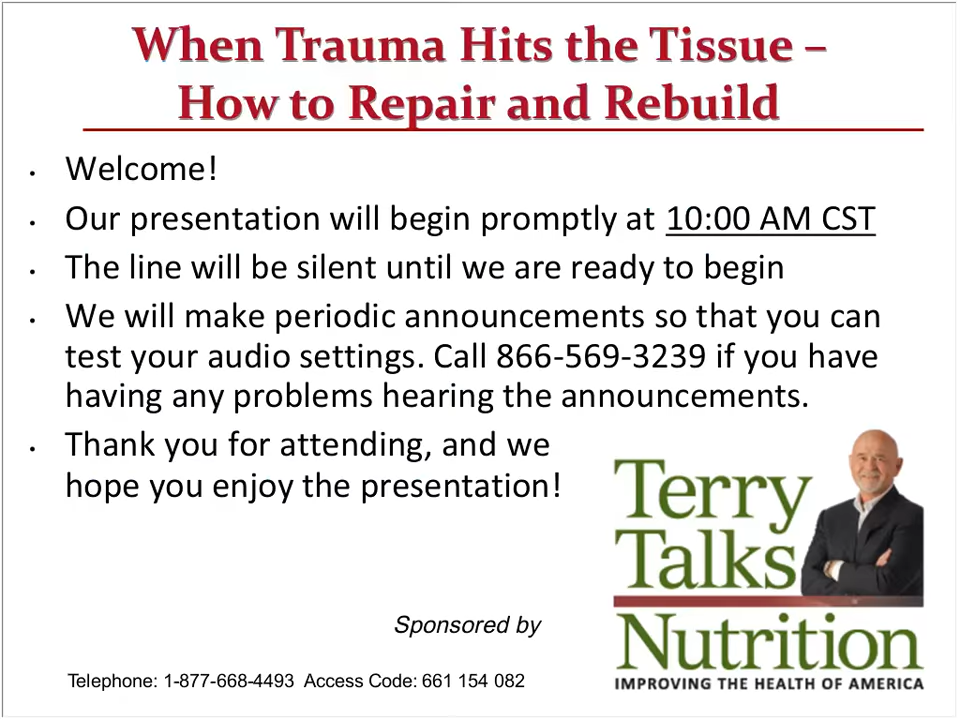 When Trauma Hits the Tissue –
How to Repair and Rebuild
• Welcome!
• Our presentation will begin promptly at 10:00 AM CST
• The line will be silent until we are ready to begin
• We will make periodic announcements so that you can
test your audio settings. Call 866-569-3239 if you have
having any problems hearing the announcements.
• Thank you for attending, and we
hope you enjoy the presentation!
Sponsored by
Telephone: 1-877-668-4493 Access Code: 661 154 082
Terry
Talks
Nutrition
IMPROVING THE HEALTH OF AMERICA